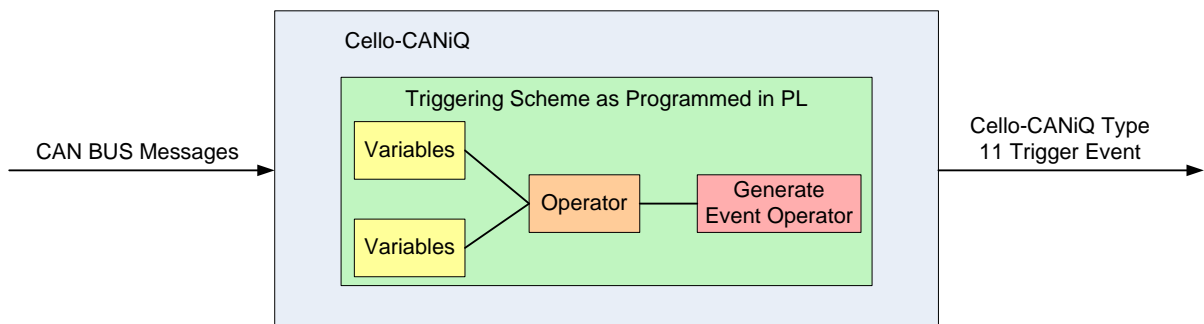 Cello-CANiQ
Triggering Scheme as Programmed in PL
CAN BUS Messages
Variables
Variables
Operator
Generate
Event Operator
Cello-CANiQ Type
11 Trigger Event